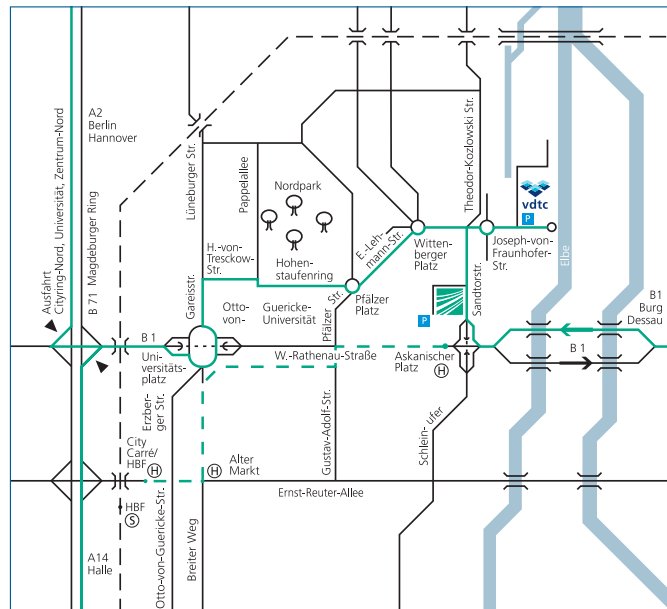 A2
Berlin
Hannover
Ausfahrt
Cityring-Nord, Universität, Zentrum-Nord
B 71 Magdeburger Ring
Lüneburger Str.
Pappelallee
Nordpark
Theodor-Kozlowski Str.
vdtc
P
H.-von-
Tresckow-
Str.
Hohen-
staufenring
E.-Leh-
mann-Str.
Witten-
berger
Platz
Joseph-von-
Fraunhofer-
Str.
Elbe
Gareisstr.
Otto-
von-
Guericke-
Universität
Pfälzer
Str.
Pfälzer
Platz
Sandtorstr.
P
B1
Burg
Dessau
B 1
Uni-
versitäts-
platz
W.-Rathenau-Straße
Askanischer
Platz
H
B 1
Erzber-
ger Str.
City
Carré/
HBF
H
H
Alter
Markt
Gustav-Adolf-Str.
Schlein-
ufer
Ernst-Reuter-Allee
HBF
S
A14
Halle
Otto-von-Guericke-Str.
Breiter Weg